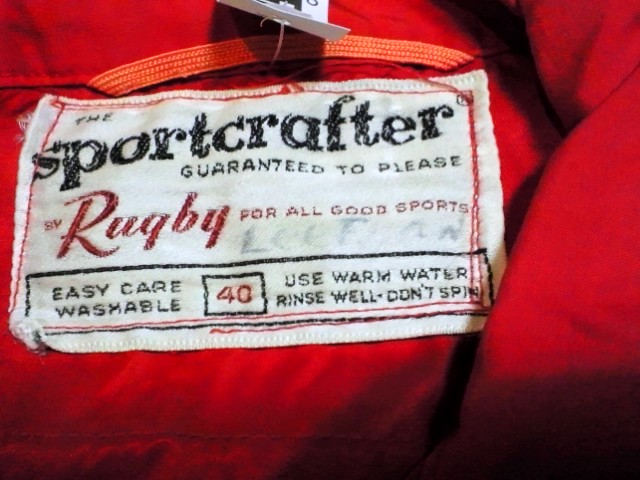 THE
sportcrafter®
GUARANTEED TO PLEASE
BY Rugby FOR ALL GOOD SPORTS
EASY CARE
WASHABLE
40
USE WARM WATER
RINSE WELL-DON'T SPIN